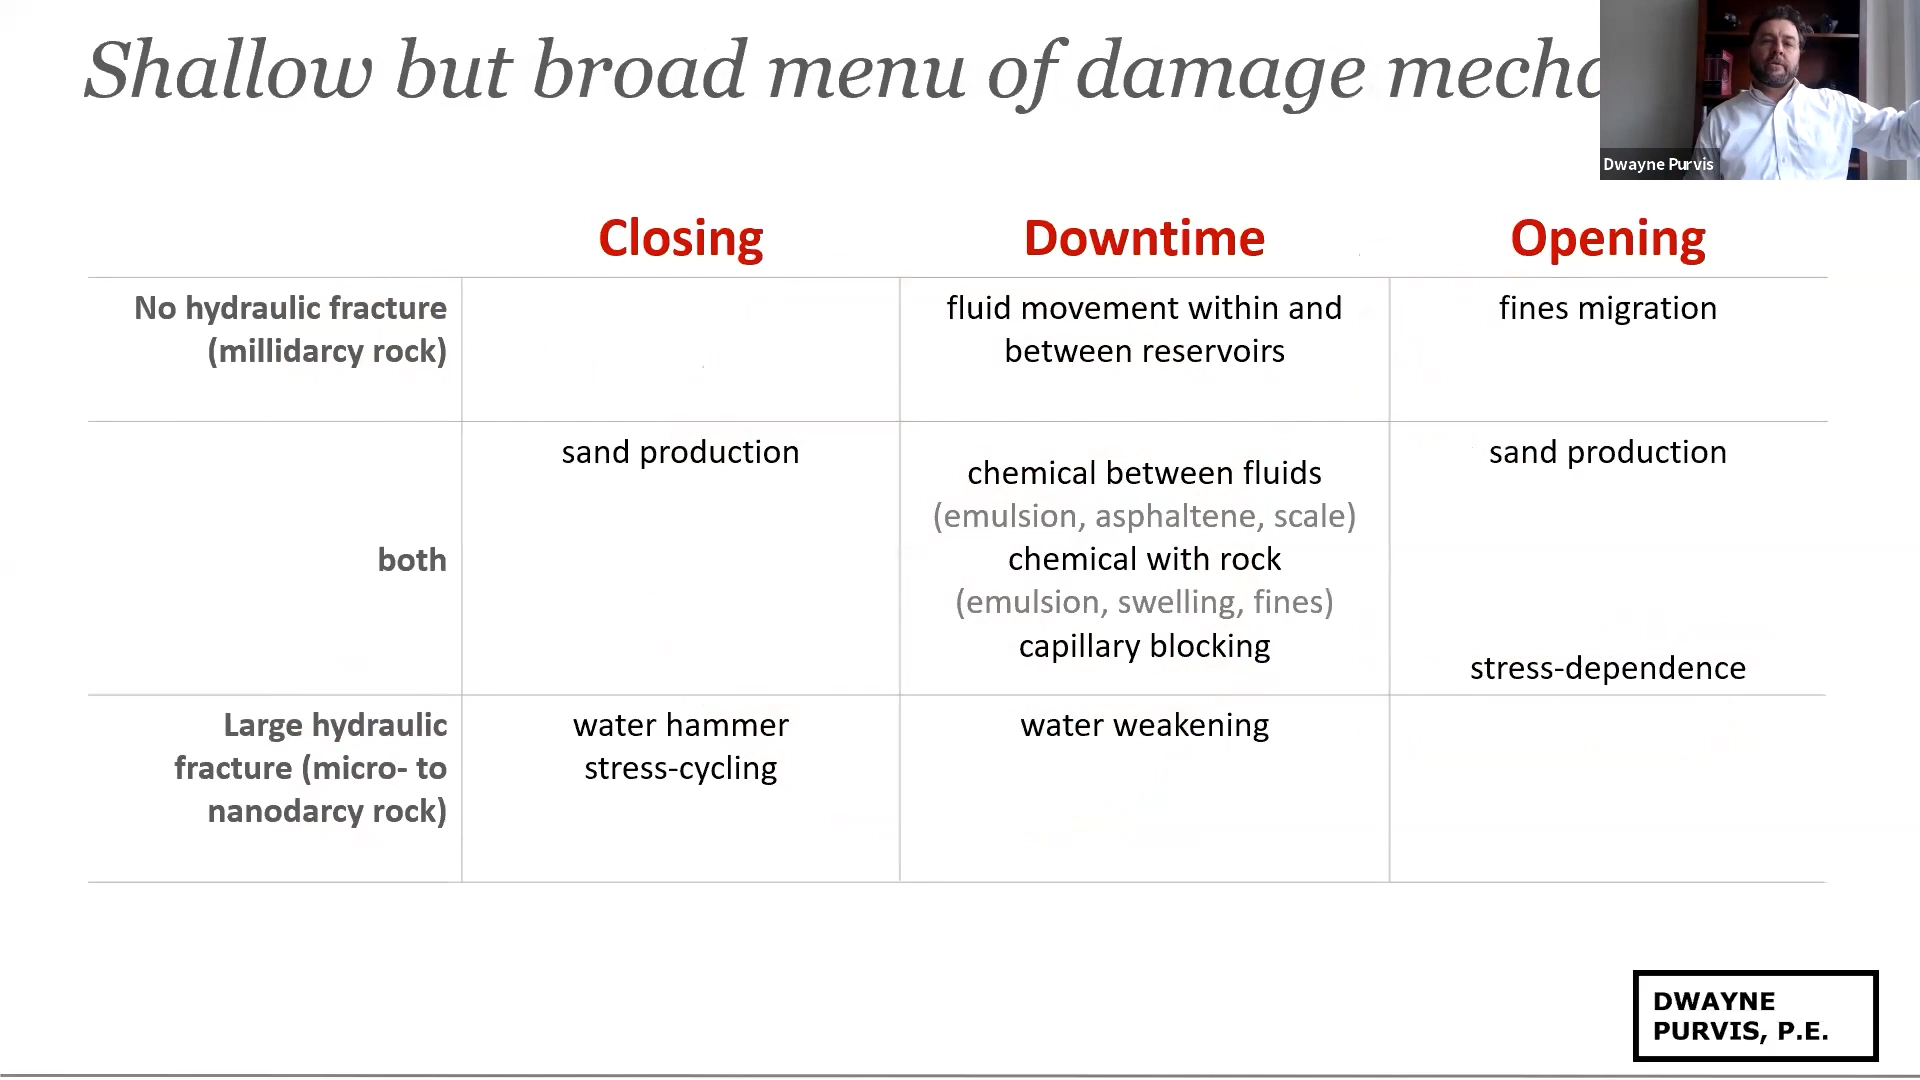 Shallow but broad menu of damage
Dwayne Purvis
Closing
Downtime
Opening
No hydraulic fracture
(millidarcy rock)
fluid movement within and
between reservoirs
fines migration
both
sand production
chemical between fluids
(emulsion, asphaltene, scale)
chemical with rock
(emulsion, swelling, fines)
capillary blocking
sand production
stress-dependence
Large hydraulic
fracture (micro- to
nanodarcy rock)
water hammer
stress-cycling
water weakening
DWAYNE
PURVIS, P.E.